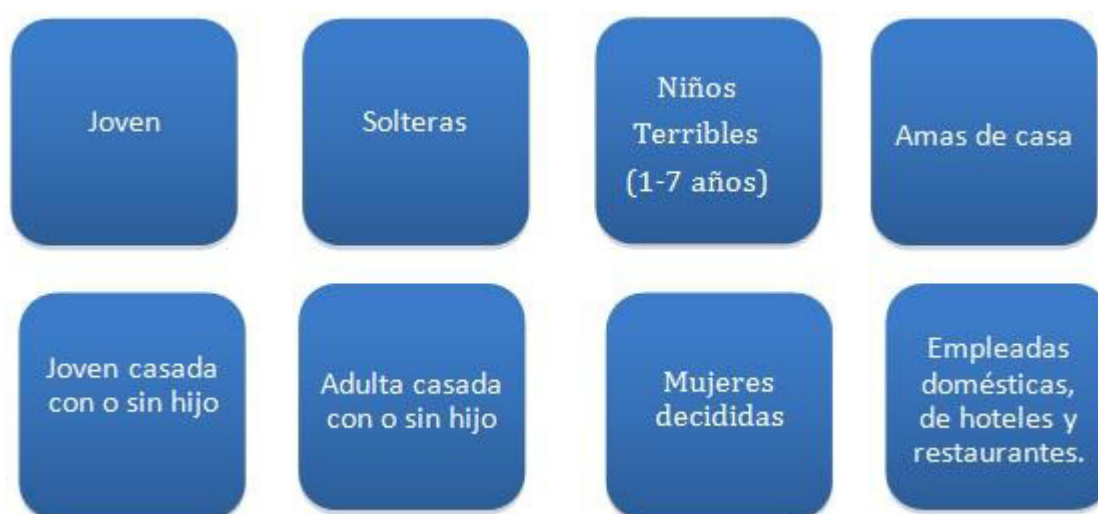 Joven
Solteras
Niños
Terribles
(1-7 años)
Amas de casa
Joven casada
con o sin hijo
Adulta casada
con o sin hijo
Mujeres
decididas
Empleadas
domésticas,
de hoteles y
restaurantes.